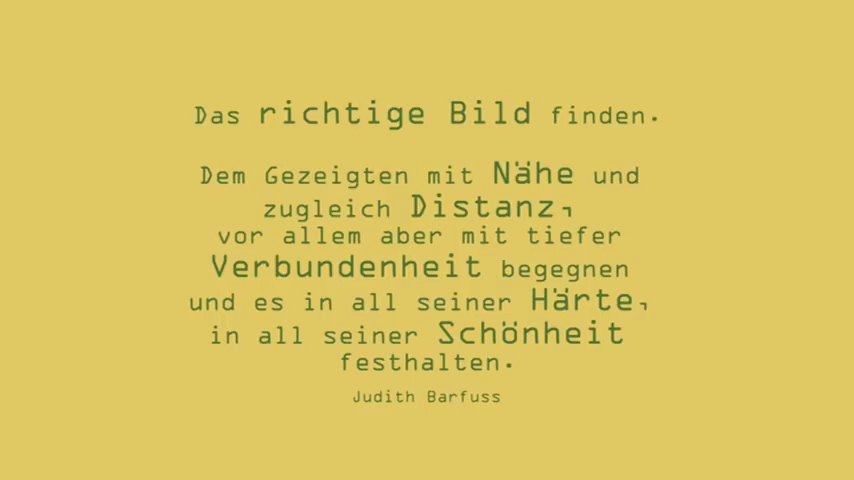 Das richtige Bild finden.
Dem Gezeigten mit Nähe und
zugleich Distanz,
vor allem aber mit tiefer
Verbundenheit begegnen
und es in all seiner Härte,
in all seiner Schönheit
festhalten.
Judith Barfuss